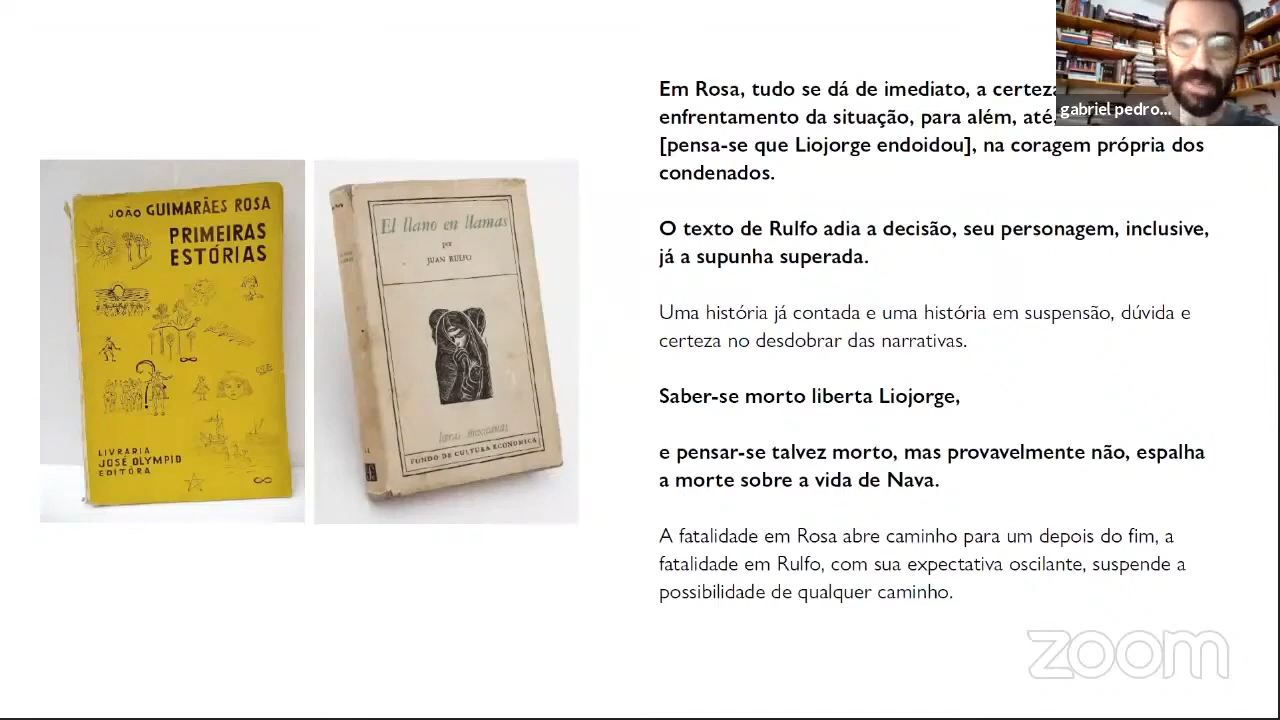 JOÃO GUIMARÃES ROSA
PRIMEIRAS
ESTÓRIAS
LIVRARIA
JOSÉ OLYMPIO
EDITÔRA
El llano en llamas
por
JUAN RULFO
letras mexicanas
FONDO DE CULTURA ECONOMICA
Em Rosa, tudo se dá de imediato, a certeza
enfrentamento da situação, para além, até,
[pensa-se que Liojorge endoidou], na coragem própria dos
condenados.
O texto de Rulfo adia a decisão, seu personagem, inclusive,
já a supunha superada.
Uma história já contada e uma história em suspensão, dúvida e
certeza no desdobrar das narrativas.
Saber-se morto liberta Liojorge,
e pensar-se talvez morto, mas provavelmente não, espalha
a morte sobre a vida de Nava.
A fatalidade em Rosa abre caminho para um depois do fim, a
fatalidade em Rulfo, com sua expectativa oscilante, suspende a
possibilidade de qualquer caminho.
gabriel pedro...
zoom